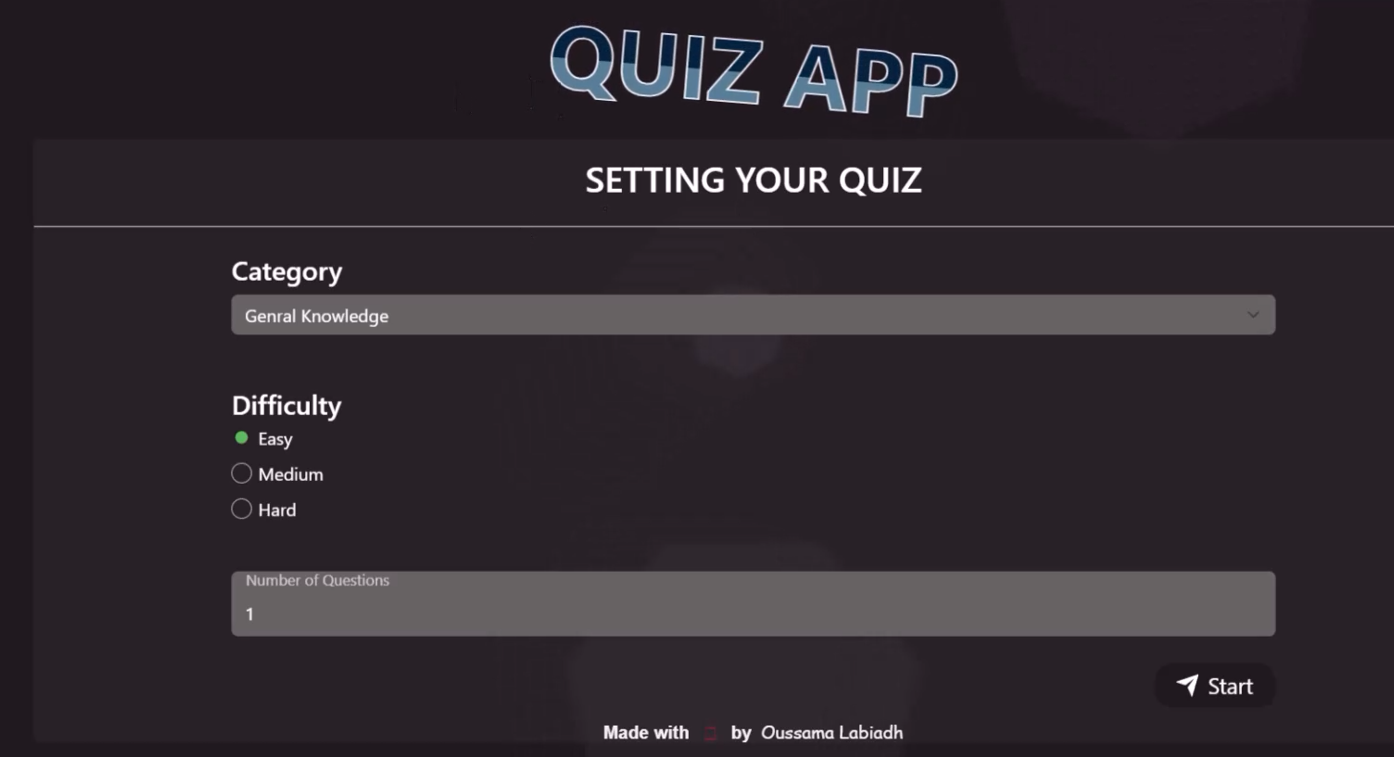 QUIZ APP
SETTING YOUR QUIZ
Category
Genral Knowledge
Difficulty
Easy
Medium
Hard
Number of Questions
1
Start
Made with by Oussama Labiadh